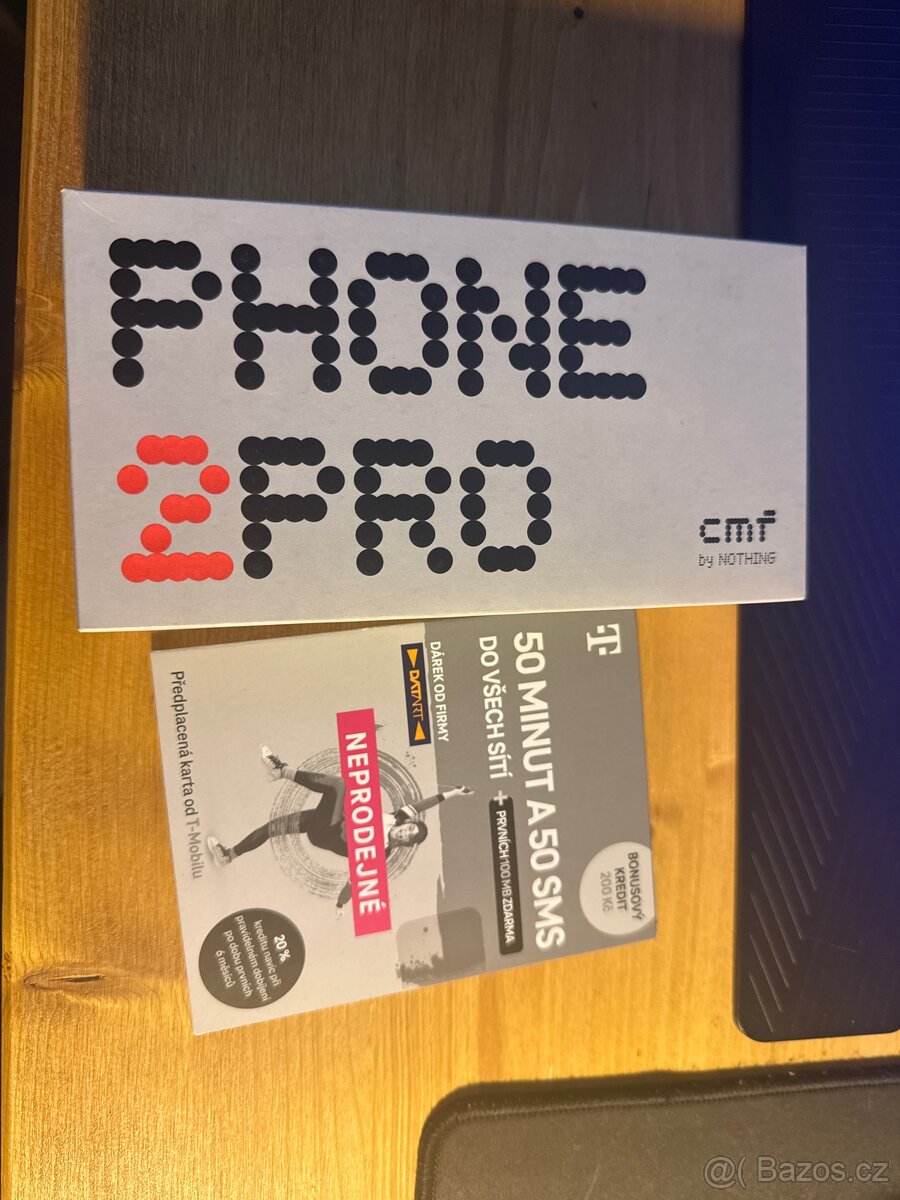 PHONE
2PRO
cmf
by NOTHING
T
50 MINUT A 50 SMS
DO VŠECH SÍTÍ
+ PRVNÍCH 100 MB ZDARMA
BONUSOVÝ
KREDIT
200 Kč
DÁREK OD FIRMY
DATART
NEPRODEJNÉ
20 %
kreditu navíc při
pravidelném dobíjení
po dobu prvních
6 měsíců
Předplacená karta od T-Mobilu
@( Bazos.cz